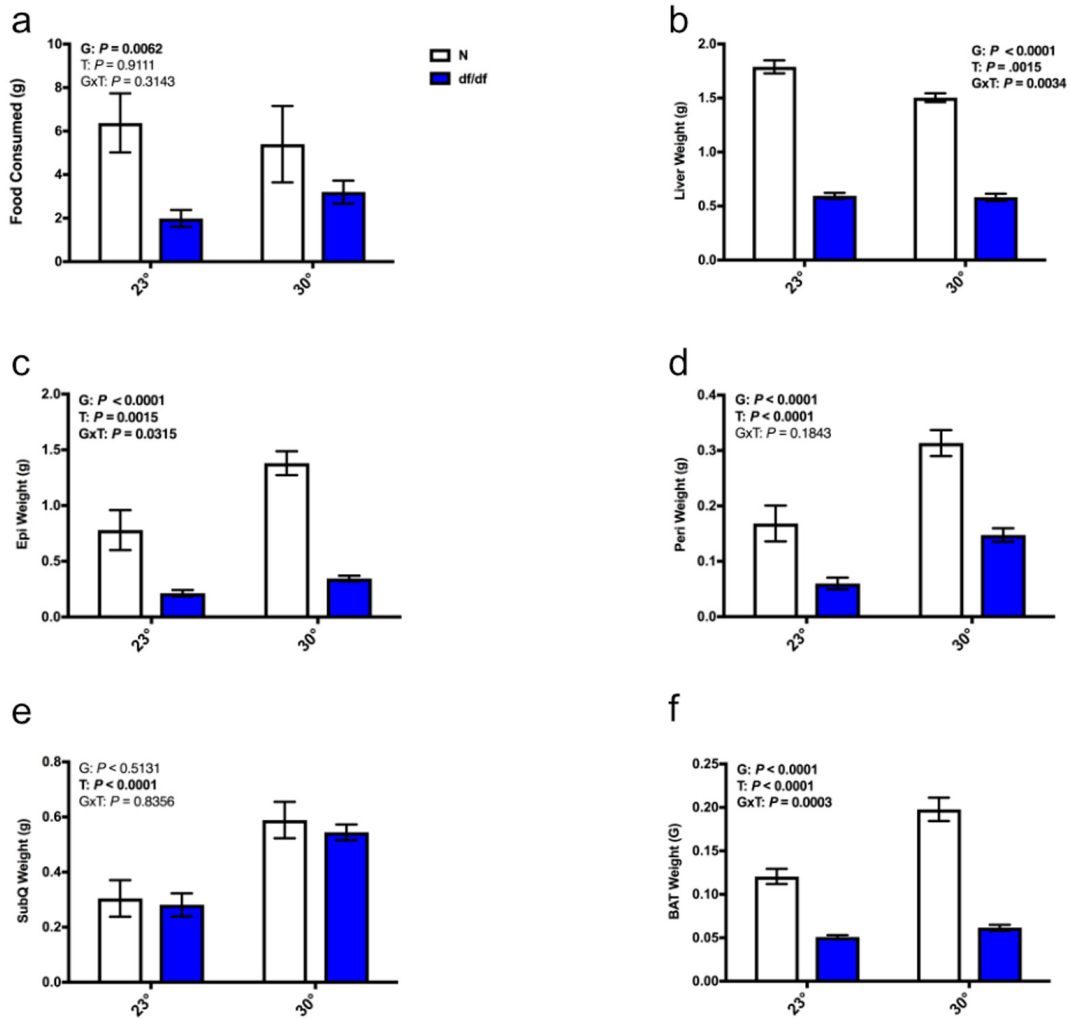 a
Food Consumed (g)
10
8
6
4
2
0
G: P = 0.0062
T: P = 0.9111
GxT: P = 0.3143
N
df/df
23°
30°
b
Liver Weight (g)
2.0
1.5
1.0
0.5
0.0
G: P < 0.0001
T: P = .0015
GxT: P = 0.0034
23°
30°
c
Epi Weight (g)
2.0
1.5
1.0
0.5
0.0
G: P < 0.0001
T: P = 0.0015
GxT: P = 0.0315
23°
30°
d
Peri Weight (g)
0.4
0.3
0.2
0.1
0.0
G: P < 0.0001
T: P < 0.0001
GxT: P = 0.1843
23°
30°
e
SubQ Weight (g)
0.8
0.6
0.4
0.2
0.0
G: P < 0.5131
T: P < 0.0001
GxT: P = 0.8356
23°
30°
f
BAT Weight (G)
0.25
0.20
0.15
0.10
0.05
0.00
G: P < 0.0001
T: P < 0.0001
GxT: P = 0.0003
23°
30°